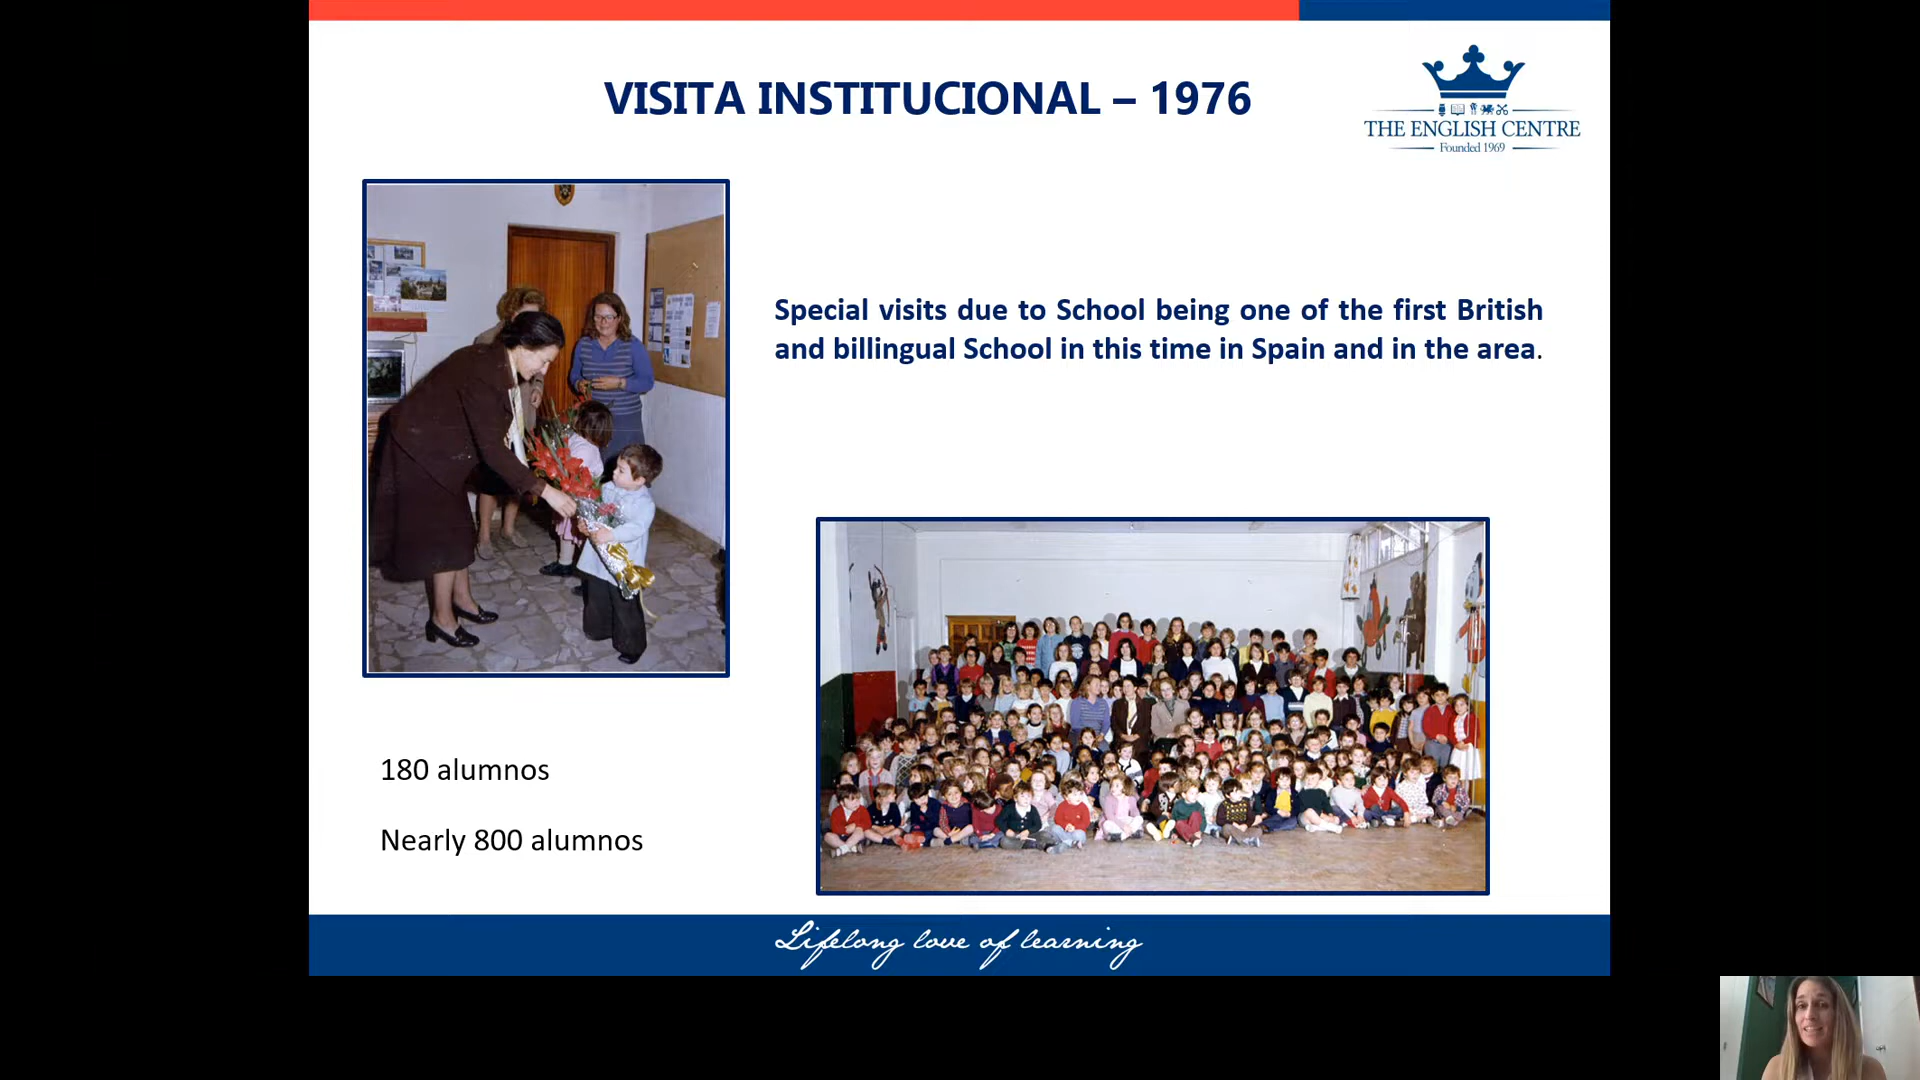 VISITA INSTITUCIONAL – 1976
THE ENGLISH CENTRE
Founded 1969
Special visits due to School being one of the first British
and billingual School in this time in Spain and in the area.
180 alumnos
Nearly 800 alumnos
Lifelong love of learning